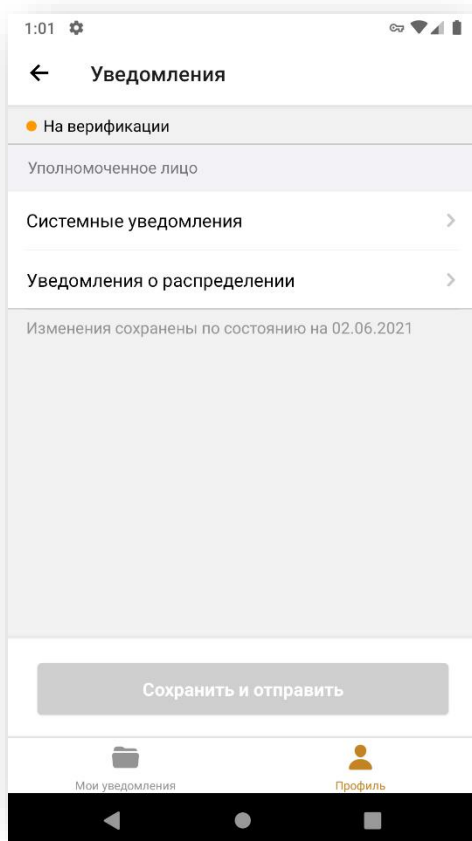 1:01
Уведомления
На верификации
Уполномоченное лицо
Системные уведомления
Уведомления о распределении
Изменения сохранены по состоянию на 02.06.2021
Сохранить и отправить
Мои уведомления
Профиль